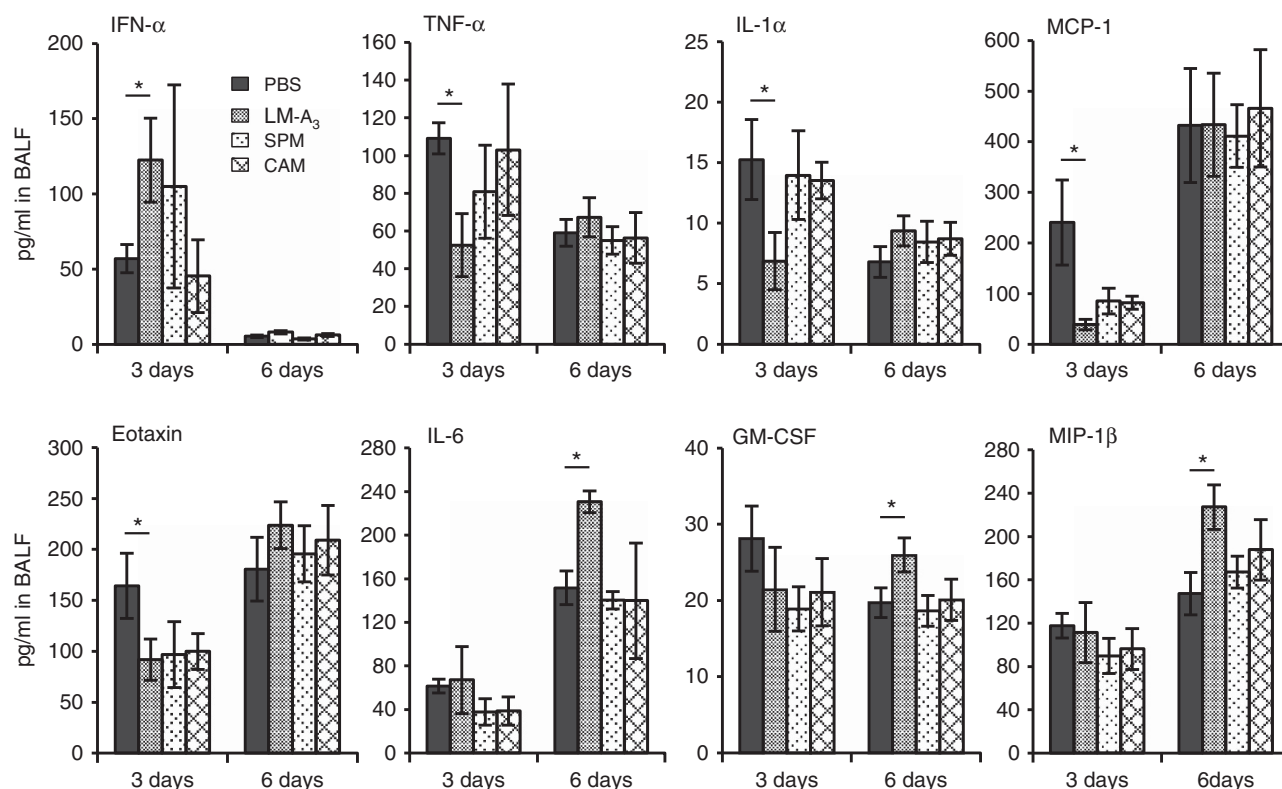 IFN-α
TNF-α
IL-1α
MCP-1
pg/ml in BALF
200
150
100
50
0
*
PBS
LM-A₃
SPM
CAM
3 days
6 days
160
140
120
100
80
60
40
20
0
*
3 days
6 days
25
20
15
10
5
0
*
3 days
6 days
600
500
400
300
200
100
0
*
3 days
6 days
Eotaxin
IL-6
GM-CSF
MIP-1β
pg/ml in BALF
300
250
200
150
100
50
0
*
3 days
6 days
280
240
200
160
120
80
40
0
*
3 days
6 days
40
30
20
10
0
*
3 days
6 days
280
240
200
160
120
80
40
0
*
3 days
6days